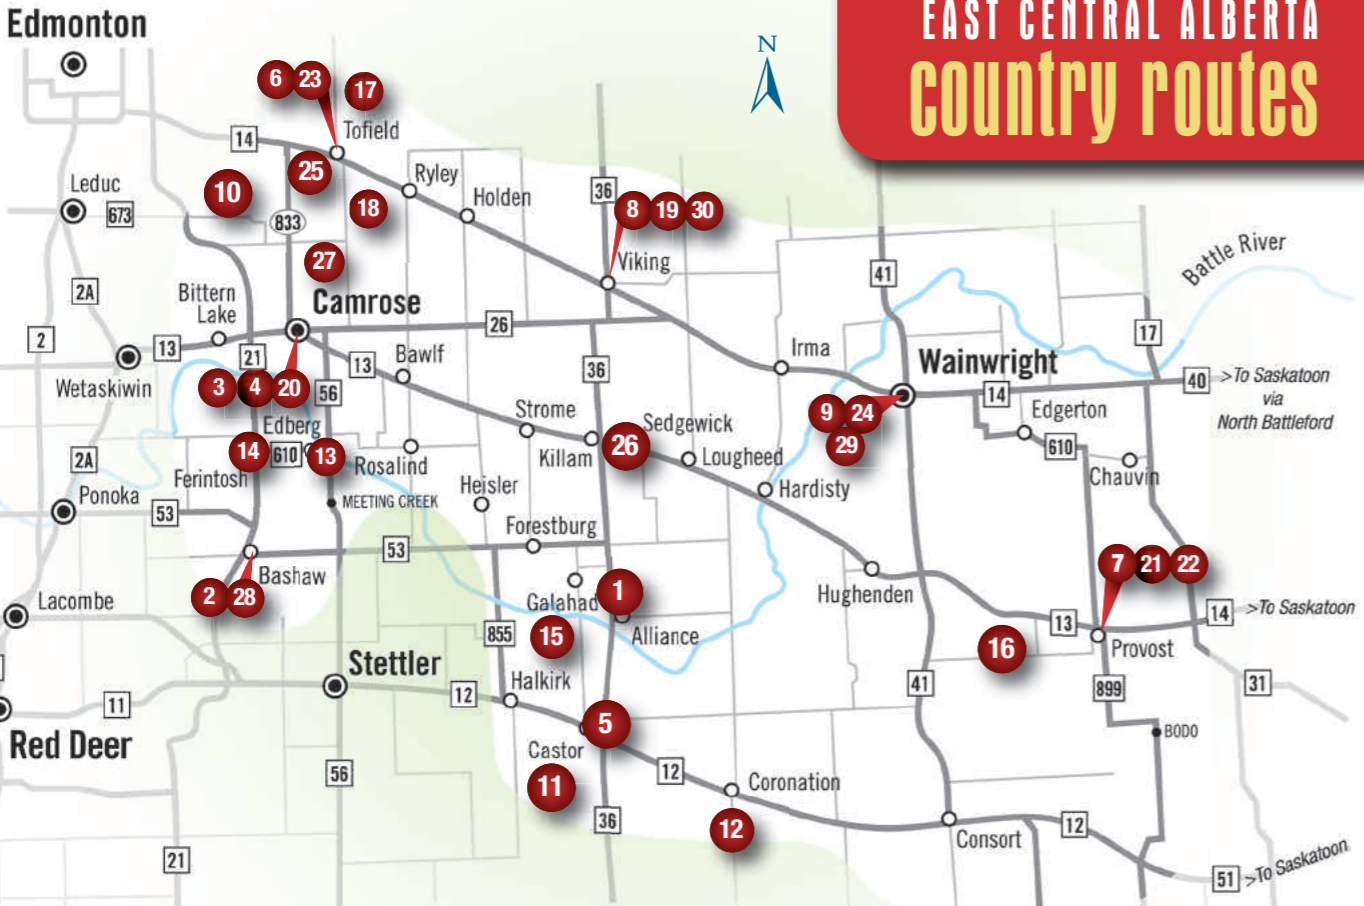 EAST CENTRAL ALBERTA
country routes
Edmonton
N
6 23 17
Tofield
14
25
10
Leduc
673
833
18
Ryley
Holden
36
8 19 30
Viking
27
41
Battle River
2A
Bittern
Lake
Camrose
26
2
13
21
13
Bawlf
36
Irma
Wainwright
17
Wetaskiwin
3 4 20
56
14
40
>To Saskatoon
via
North Battleford
Edberg
Strome
Sedgewick
9 24
29
Edgerton
610
14
610
13
Rosalind
Killam
26
Lougheed
Chauvin
2A
Ferintosh
Ponoka
53
MEETING CREEK
Heisler
Hardisty
Forestburg
53
Bashaw
2 28
Lacombe
Galahad
1
Alliance
Hughenden
7 21 22
14
>To Saskatoon
13
Provost
855
15
16
Stettler
12
Halkirk
41
899
31
11
Red Deer
5
Castor
BODO
56
11
12
Coronation
12
36
Consort
12
21
51
>To Saskatoon